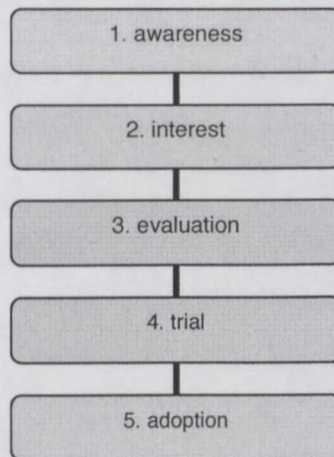 1. awareness
2. interest
3. evaluation
4. trial
5. adoption